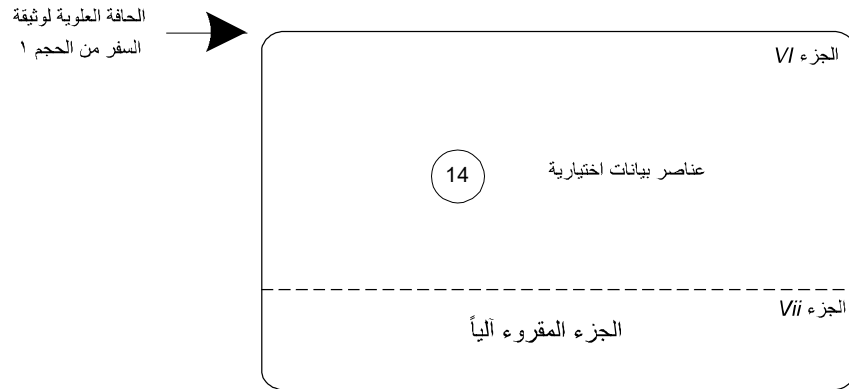 الحافة العلوية لوثيقة
السفر من الحجم ١
الجزء VI
14
عناصر بيانات اختيارية
الجزء Vii
الجزء المقروء آلياً